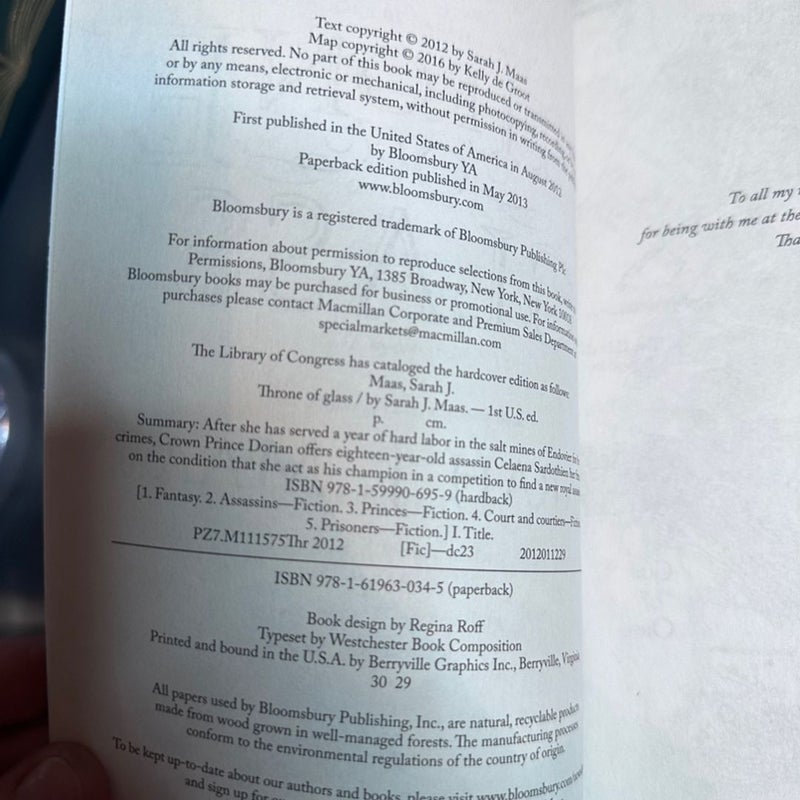 Text copyright © 2012 by Sarah J. Maas
Map copyright © 2016 by Kelly de Groot
All rights reserved. No part of this book may be reproduced or transmitted in
or by any means, electronic or mechanical, including photocopying, recording,
information storage and retrieval system, without permission in writing from the
First published in the United States of America in August 2012
by Bloomsbury YA
Paperback edition published in May 2013
www.bloomsbury.com
Bloomsbury is a registered trademark of Bloomsbury Publishing Plc
For information about permission to reproduce selections from this book, write to
Permissions, Bloomsbury YA, 1385 Broadway, New York, New York 10018
Bloomsbury books may be purchased for business or promotional use. For information
purchases please contact Macmillan Corporate and Premium Sales Department at
specialmarkets@macmillan.com
The Library of Congress has cataloged the hardcover edition as follows:
Maas, Sarah J.
Throne of glass / by Sarah J. Maas. — 1st U.S. ed.
p. cm.
Summary: After she has served a year of hard labor in the salt mines of Endovier for her
crimes, Crown Prince Dorian offers eighteen-year-old assassin Celaena Sardothien her
on the condition that she act as his champion in a competition to find a new royal
ISBN 978-1-59990-695-9 (hardback)
[1. Fantasy. 2. Assassins—Fiction. 3. Princes—Fiction. 4. Court and courtiers—Fiction.
5. Prisoners—Fiction.] I. Title.
PZ7.M111575Thr 2012 [Fic]—dc23 2012011229
ISBN 978-1-61963-034-5 (paperback)
Book design by Regina Roff
Typeset by Westchester Book Composition
Printed and bound in the U.S.A. by Berryville Graphics Inc., Berryville, Virginia
30 29
All papers used by Bloomsbury Publishing, Inc., are natural, recyclable products
made from wood grown in well-managed forests. The manufacturing processes
conform to the environmental regulations of the country of origin.
To be kept up-to-date about our authors and books, please visit www.bloomsbury.com/
and sign up for
To all my
for being with me at the